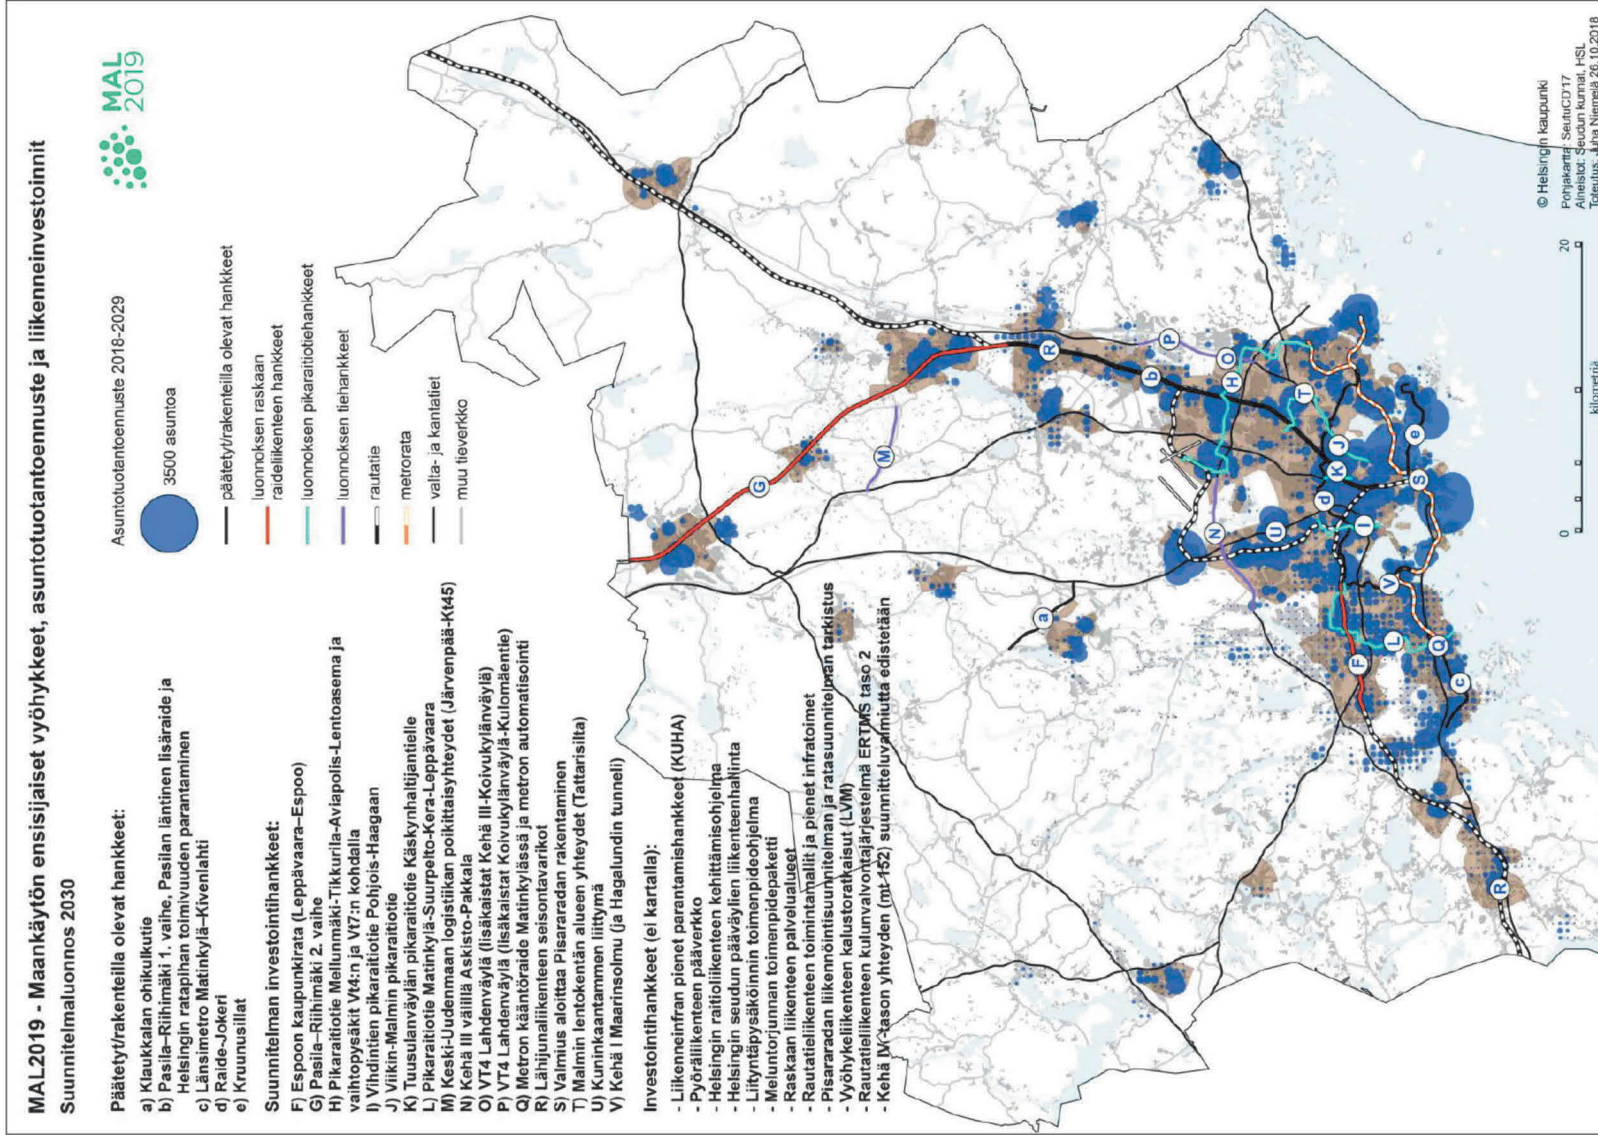 MAL2019 - Maankäytön ensisijaiset vyöhykkeet, asuntotuotantoennuste ja liikenneinvestoinnit
Suunnitelmaluonnos 2030
MAL
2019
Päätetyt/rakenteilla olevat hankkeet:
a) Klaukkalan ohikulkutie
b) Pasila–Riihimäki 1. vaihe, Pasilan läntinen lisäraide ja
Helsingin ratapihan toimivuuden parantaminen
c) Länsimetro Matinkylä–Kivenlahti
d) Raide-Jokeri
e) Kruunusillat
Suunnitelman investointihankkeet:
F) Espoon kaupunkirata (Leppävaara–Espoo)
G) Pasila–Riihimäki 2. vaihe
H) Pikaraitiotie Mellunmäki-Tikkurila-Aviapolis-Lentoasema ja
vaihtopysäkit Vt4:n ja Vt7:n kohdalla
I) Vihdintien pikaraitiotie Pohjois-Haagaan
J) Viikin-Malmin pikaraitiotie
K) Tuusulanväylän pikaraitiotie Käskynhaltijantielle
L) Pikaraitiotie Matinkylä-Suurpelto-Kera-Leppävaara
M) Keski-Uudenmaan logistiikan poikittaisyhteydet (Järvenpää-Kt45)
N) Kehä III välillä Askisto-Pakkala
O) VT4 Lahdenväylä (lisäkaistat Kehä III-Koivukylänväylä)
P) VT4 Lahdenväylä (lisäkaistat Koivukylänväylä-Kulomäentie)
Q) Metron kääntöraide Matinkylässä ja metron automatisointi
R) Lähijunaliikenteen seisontavarikot
S) Valmius aloittaa Pisararadan rakentaminen
T) Malmin lentokentän alueen yhteydet (Tattarisilta)
U) Kuninkaantammen liittymä
V) Kehä I Maarinsolmu (ja Hagalundin tunneli)
Investointihankkeet (ei kartalla):
- Liikenneinfran pienet parantamishankkeet (KUHA)
- Pyöräliikenteen pääverkko
- Helsingin raitioliikenteen kehittämisohjelma
- Helsingin seudun pääväylien liikenteenhallinta
- Liityntäpysäköinnin toimenpideohjelma
- Meluntorjunnan toimenpidepaketti
- Raskaan liikenteen palvelualueet
- Rautatieliikenteen toimintamallit ja pienet infratoimet
- Pisararadan liikennöintisuunnitelman ja ratasuunnitelman tarkistus
- Vyöhykeliikenteen kalustoratkaisut (LVM)
- Rautatieliikenteen kulunvalvontajärjestelmä ERTMS taso 2
- Kehä IV-tason yhteyden (mt 152) suunnitteluvalmiutta edistetään
Asuntotuotantoennuste 2018-2029
3500 asuntoa
päätetyt/rakenteilla olevat hankkeet
luonnoksen raskaan
raideliikenteen hankkeet
luonnoksen pikaraitiotiehankkeet
luonnoksen tiehankkeet
rautatie
metrorata
valta- ja kantatiet
muu tieverkko
G
M
a
R
b
P
O
H
T
N
U
J
K
d
I
e
S
V
F
L
Q
c
R
0
20
kilometriä
© Helsingin kaupunki
Pohjakartta: SeutuCD'17
Aineistot: Seudun kunnat, HSL
Toteutus: Juha Niemelä 26.10.2018